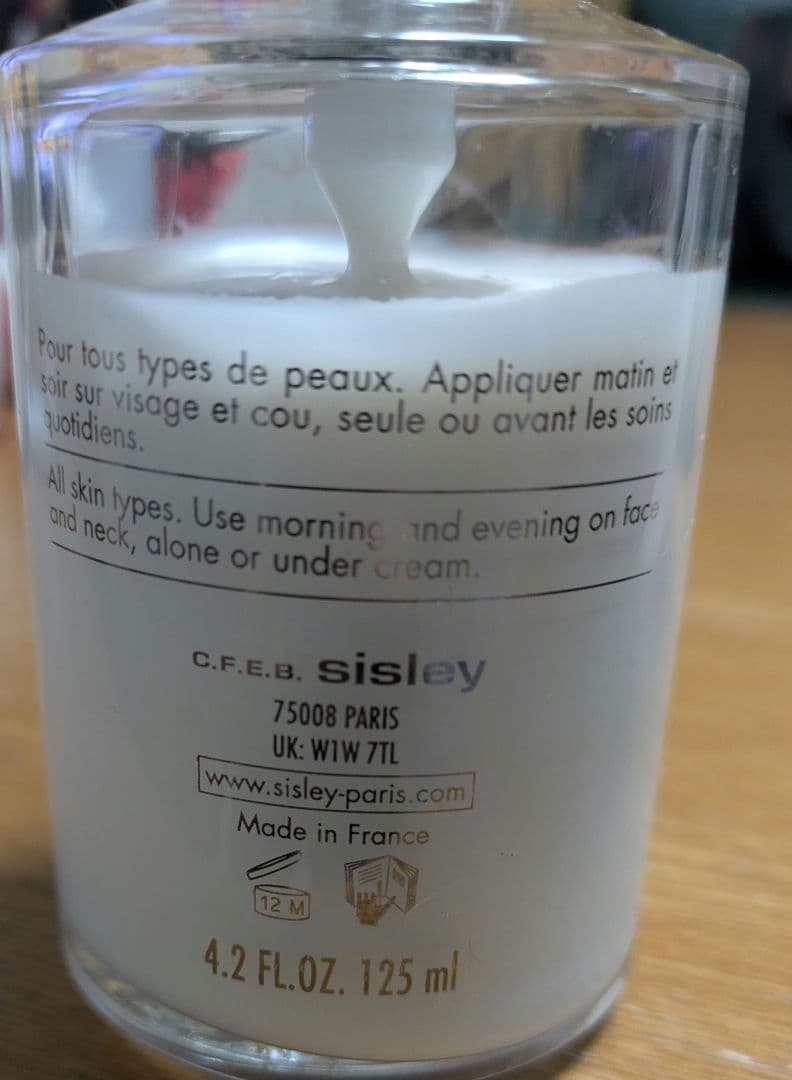 Pour tous types de peaux. Appliquer matin et
soir sur visage et cou, seule ou avant les soins
quotidiens.
All skin types. Use morning and evening on face
and neck, alone or under cream.
C.F.E.B. sisley
75008 PARIS
UK: W1W 7TL
www.sisley-paris.com
Made in France
12 M
4.2 FL.OZ. 125 ml